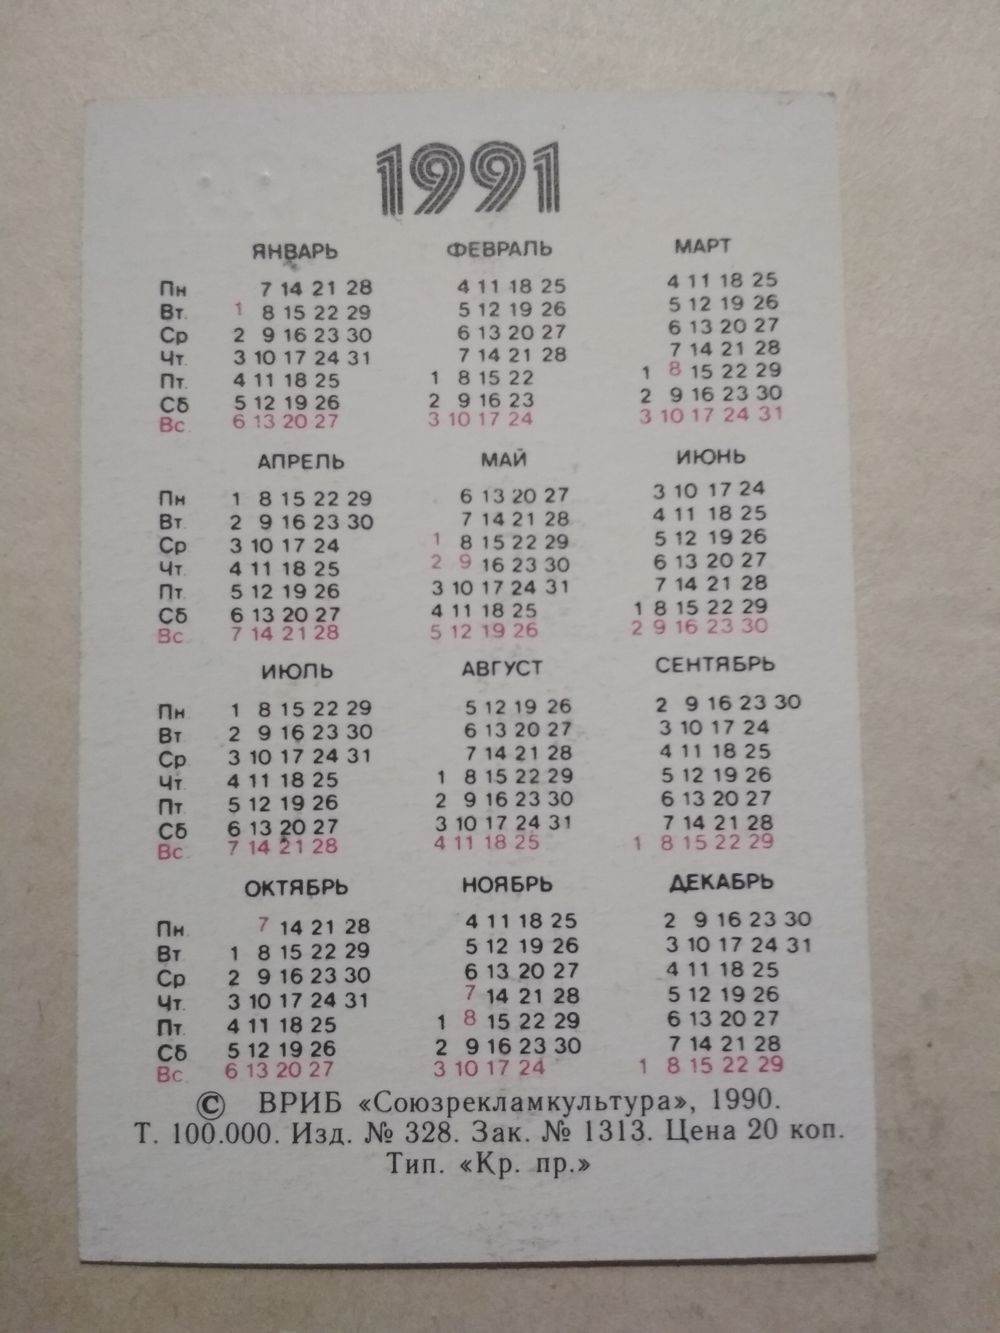 1991
ЯНВАРЬ ФЕВРАЛЬ МАРТ
Пн 7 14 21 28 4 11 18 25 4 11 18 25
Вт. 1 8 15 22 29 5 12 19 26 5 12 19 26
Ср 2 9 16 23 30 6 13 20 27 6 13 20 27
Чт. 3 10 17 24 31 7 14 21 28 7 14 21 28
Пт. 4 11 18 25 1 8 15 22 1 8 15 22 29
Сб 5 12 19 26 2 9 16 23 2 9 16 23 30
Вс. 6 13 20 27 3 10 17 24 3 10 17 24 31
АПРЕЛЬ МАЙ ИЮНЬ
Пн 1 8 15 22 29 6 13 20 27 3 10 17 24
Вт. 2 9 16 23 30 7 14 21 28 4 11 18 25
Ср 3 10 17 24 1 8 15 22 29 5 12 19 26
Чт. 4 11 18 25 2 9 16 23 30 6 13 20 27
Пт. 5 12 19 26 3 10 17 24 31 7 14 21 28
Сб 6 13 20 27 4 11 18 25 1 8 15 22 29
Вс. 7 14 21 28 5 12 19 26 2 9 16 23 30
ИЮЛЬ АВГУСТ СЕНТЯБРЬ
Пн 1 8 15 22 29 5 12 19 26 2 9 16 23 30
Вт. 2 9 16 23 30 6 13 20 27 3 10 17 24
Ср 3 10 17 24 31 7 14 21 28 4 11 18 25
Чт. 4 11 18 25 1 8 15 22 29 5 12 19 26
Пт. 5 12 19 26 2 9 16 23 30 6 13 20 27
Сб 6 13 20 27 3 10 17 24 31 7 14 21 28
Вс. 7 14 21 28 4 11 18 25 1 8 15 22 29
ОКТЯБРЬ НОЯБРЬ ДЕКАБРЬ
Пн 7 14 21 28 4 11 18 25 2 9 16 23 30
Вт. 1 8 15 22 29 5 12 19 26 3 10 17 24 31
Ср 2 9 16 23 30 6 13 20 27 4 11 18 25
Чт. 3 10 17 24 31 7 14 21 28 5 12 19 26
Пт. 4 11 18 25 1 8 15 22 29 6 13 20 27
Сб 5 12 19 26 2 9 16 23 30 7 14 21 28
Вс. 6 13 20 27 3 10 17 24 1 8 15 22 29
© ВРИБ «Союзрекламкультура», 1990.
Т. 100.000. Изд. № 328. Зак. № 1313. Цена 20 коп.
Тип. «Кр. пр.»